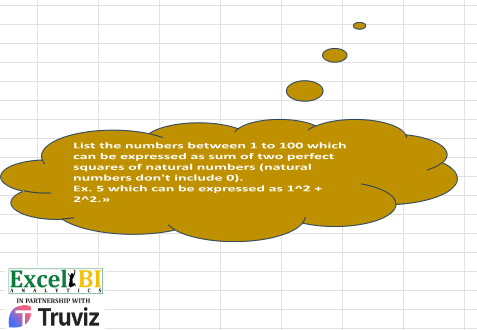 List the numbers between 1 to 100 which
can be expressed as sum of two perfect
squares of natural numbers (natural
numbers don't include 0).
Ex. 5 which can be expressed as 1^2 +
2^2.»
Excel BI
ANALYTICS
IN PARTNERSHIP WITH
Truviz